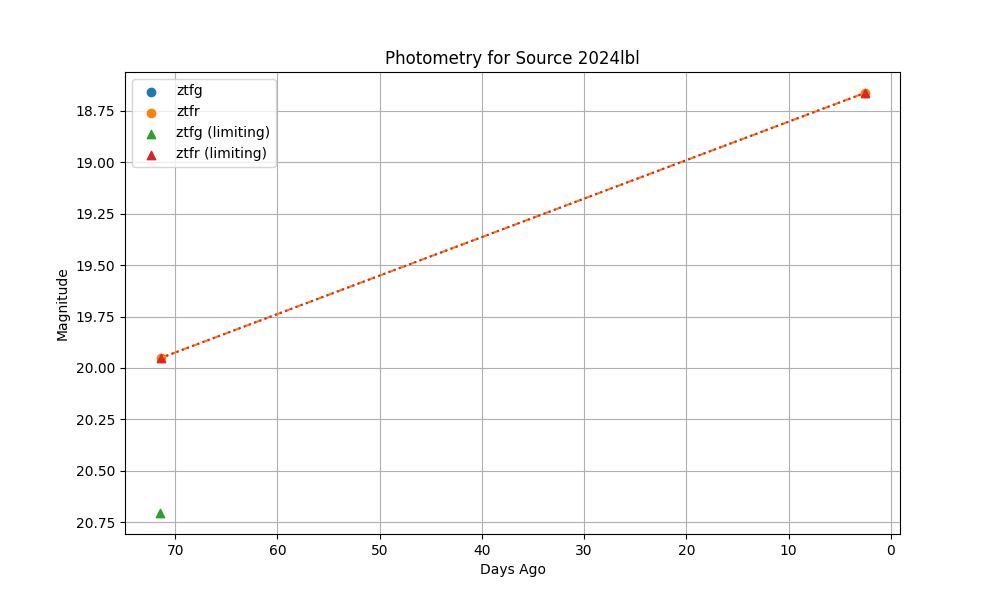 Photometry for Source 2024lbl
ztfg
ztfr
ztfg (limiting)
ztfr (limiting)
Magnitude
18.75
19.00
19.25
19.50
19.75
20.00
20.25
20.50
20.75
70 60 50 40 30 20 10 0
Days Ago